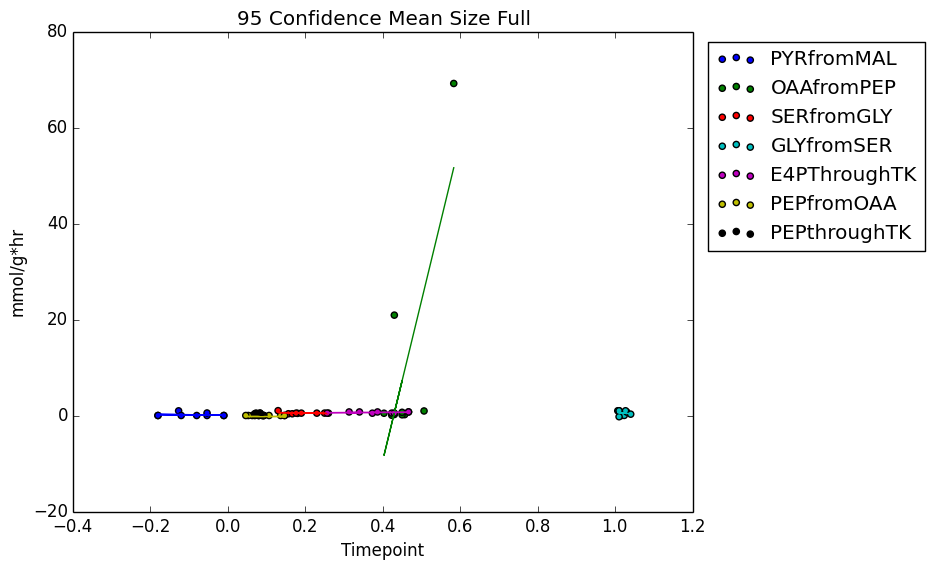 95 Confidence Mean Size Full
80
60
40
20
0
−20
mmol/g*hr
−0.4
−0.2
0.0
0.2
0.4
0.6
0.8
1.0
1.2
Timepoint
PYRfromMAL
OAAfromPEP
SERfromGLY
GLYfromSER
E4PThroughTK
PEPfromOAA
PEPthroughTK